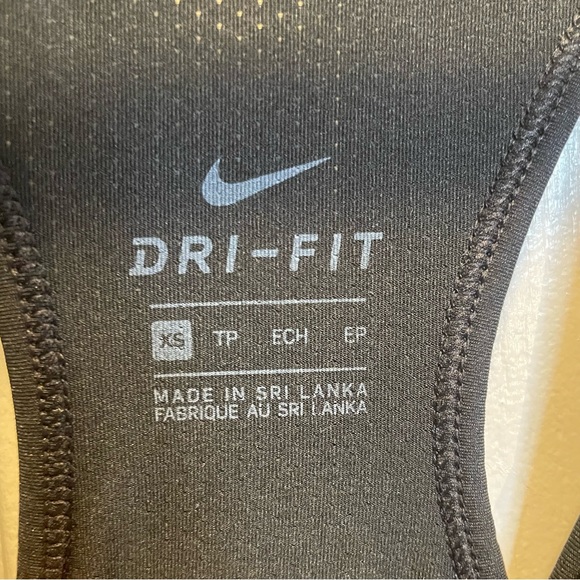 DRI-FIT
XS TP ECH EP
MADE IN SRI LANKA
FABRIQUE AU SRI LANKA